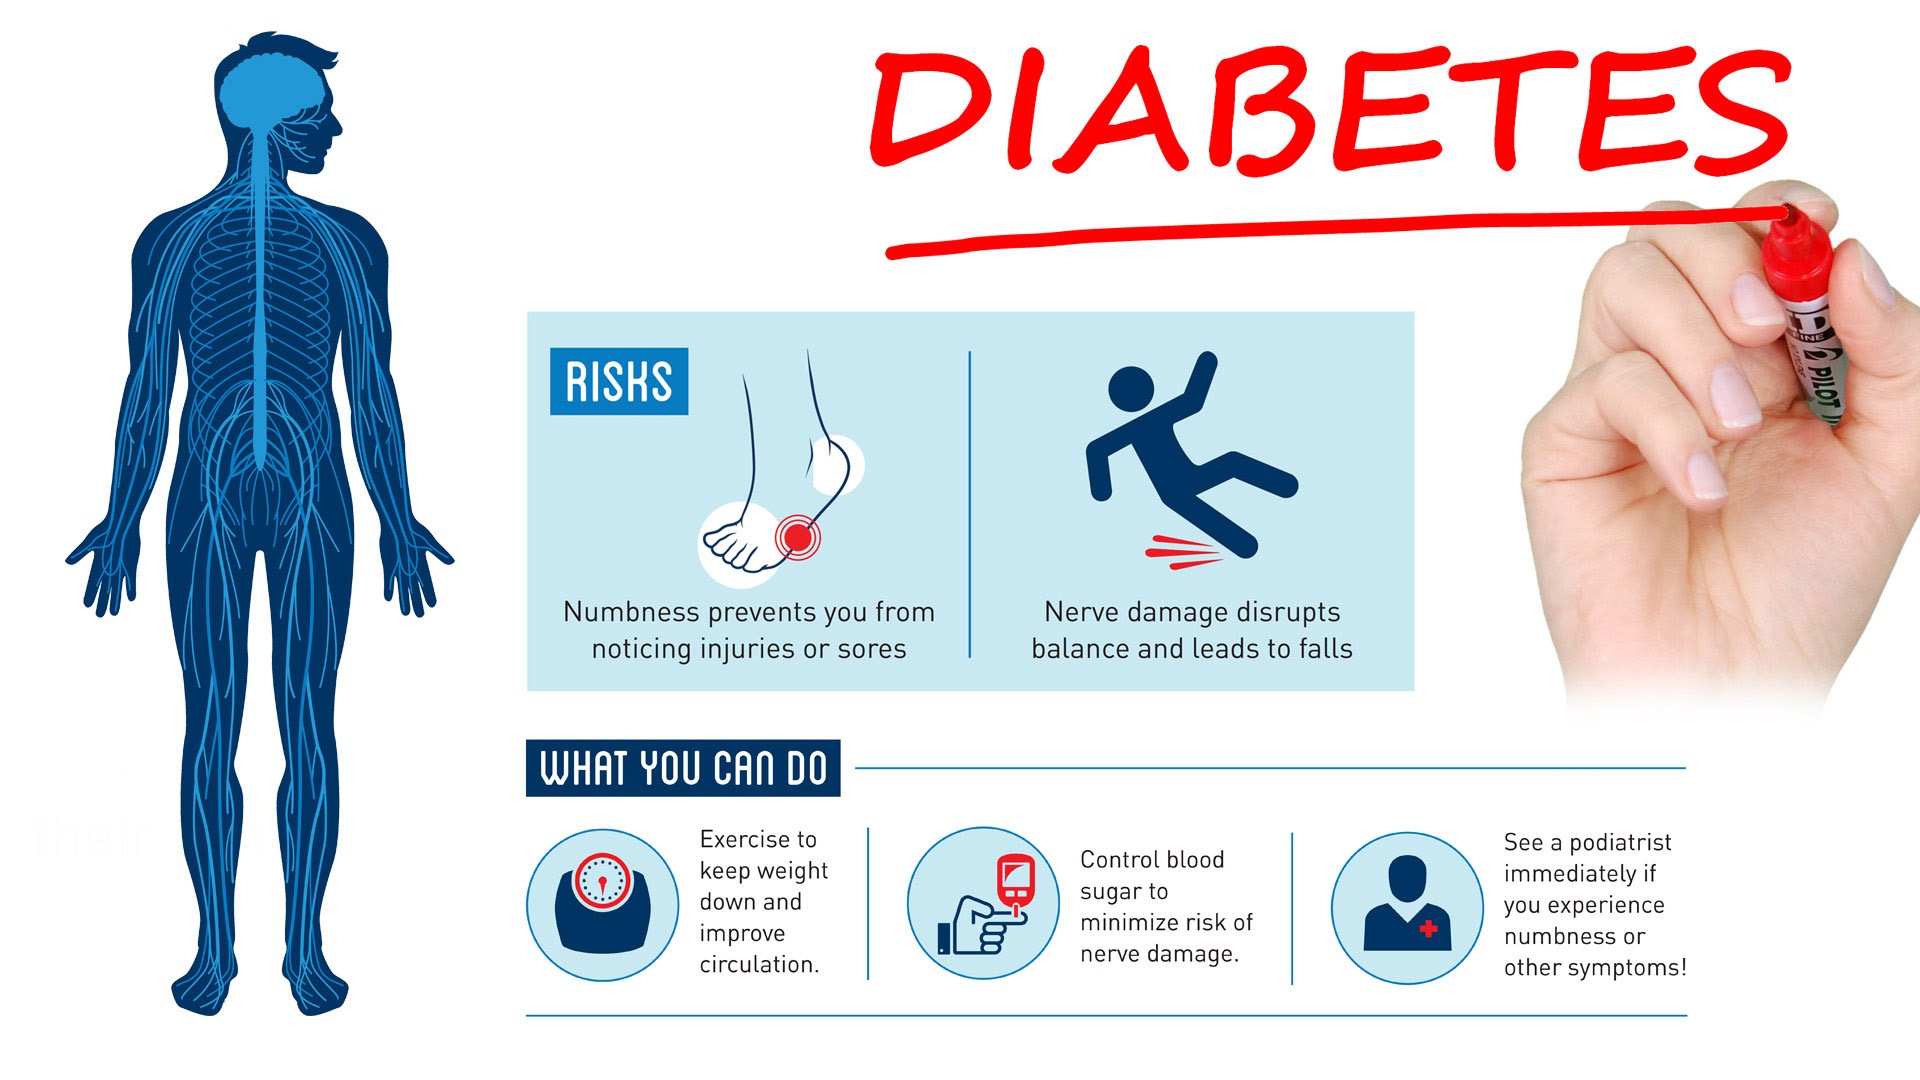 DIABETES
RISKS
Numbness prevents you from
noticing injuries or sores
Nerve damage disrupts
balance and leads to falls
PILOT
WHAT YOU CAN DO
Exercise to
keep weight
down and
improve
circulation.
Control blood
sugar to
minimize risk of
nerve damage.
See a podiatrist
immediately if
you experience
numbness or
other symptoms!